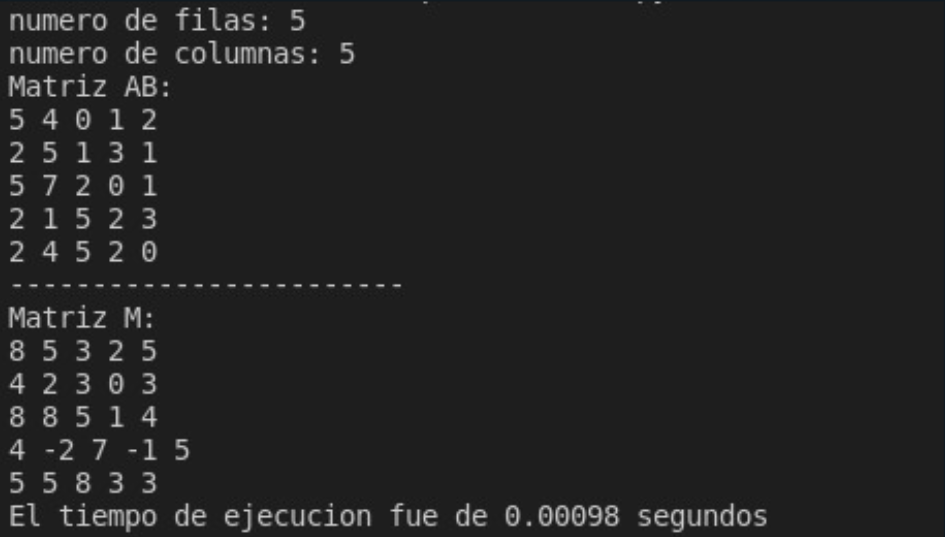 numero de filas: 5
numero de columnas: 5
Matriz AB:
5 4 0 1 2
2 5 1 3 1
5 7 2 0 1
2 1 5 2 3
2 4 5 2 0
------------------------
Matriz M:
8 5 3 2 5
4 2 3 0 3
8 8 5 1 4
4 -2 7 -1 5
5 5 8 3 3
El tiempo de ejecucion fue de 0.00098 segundos